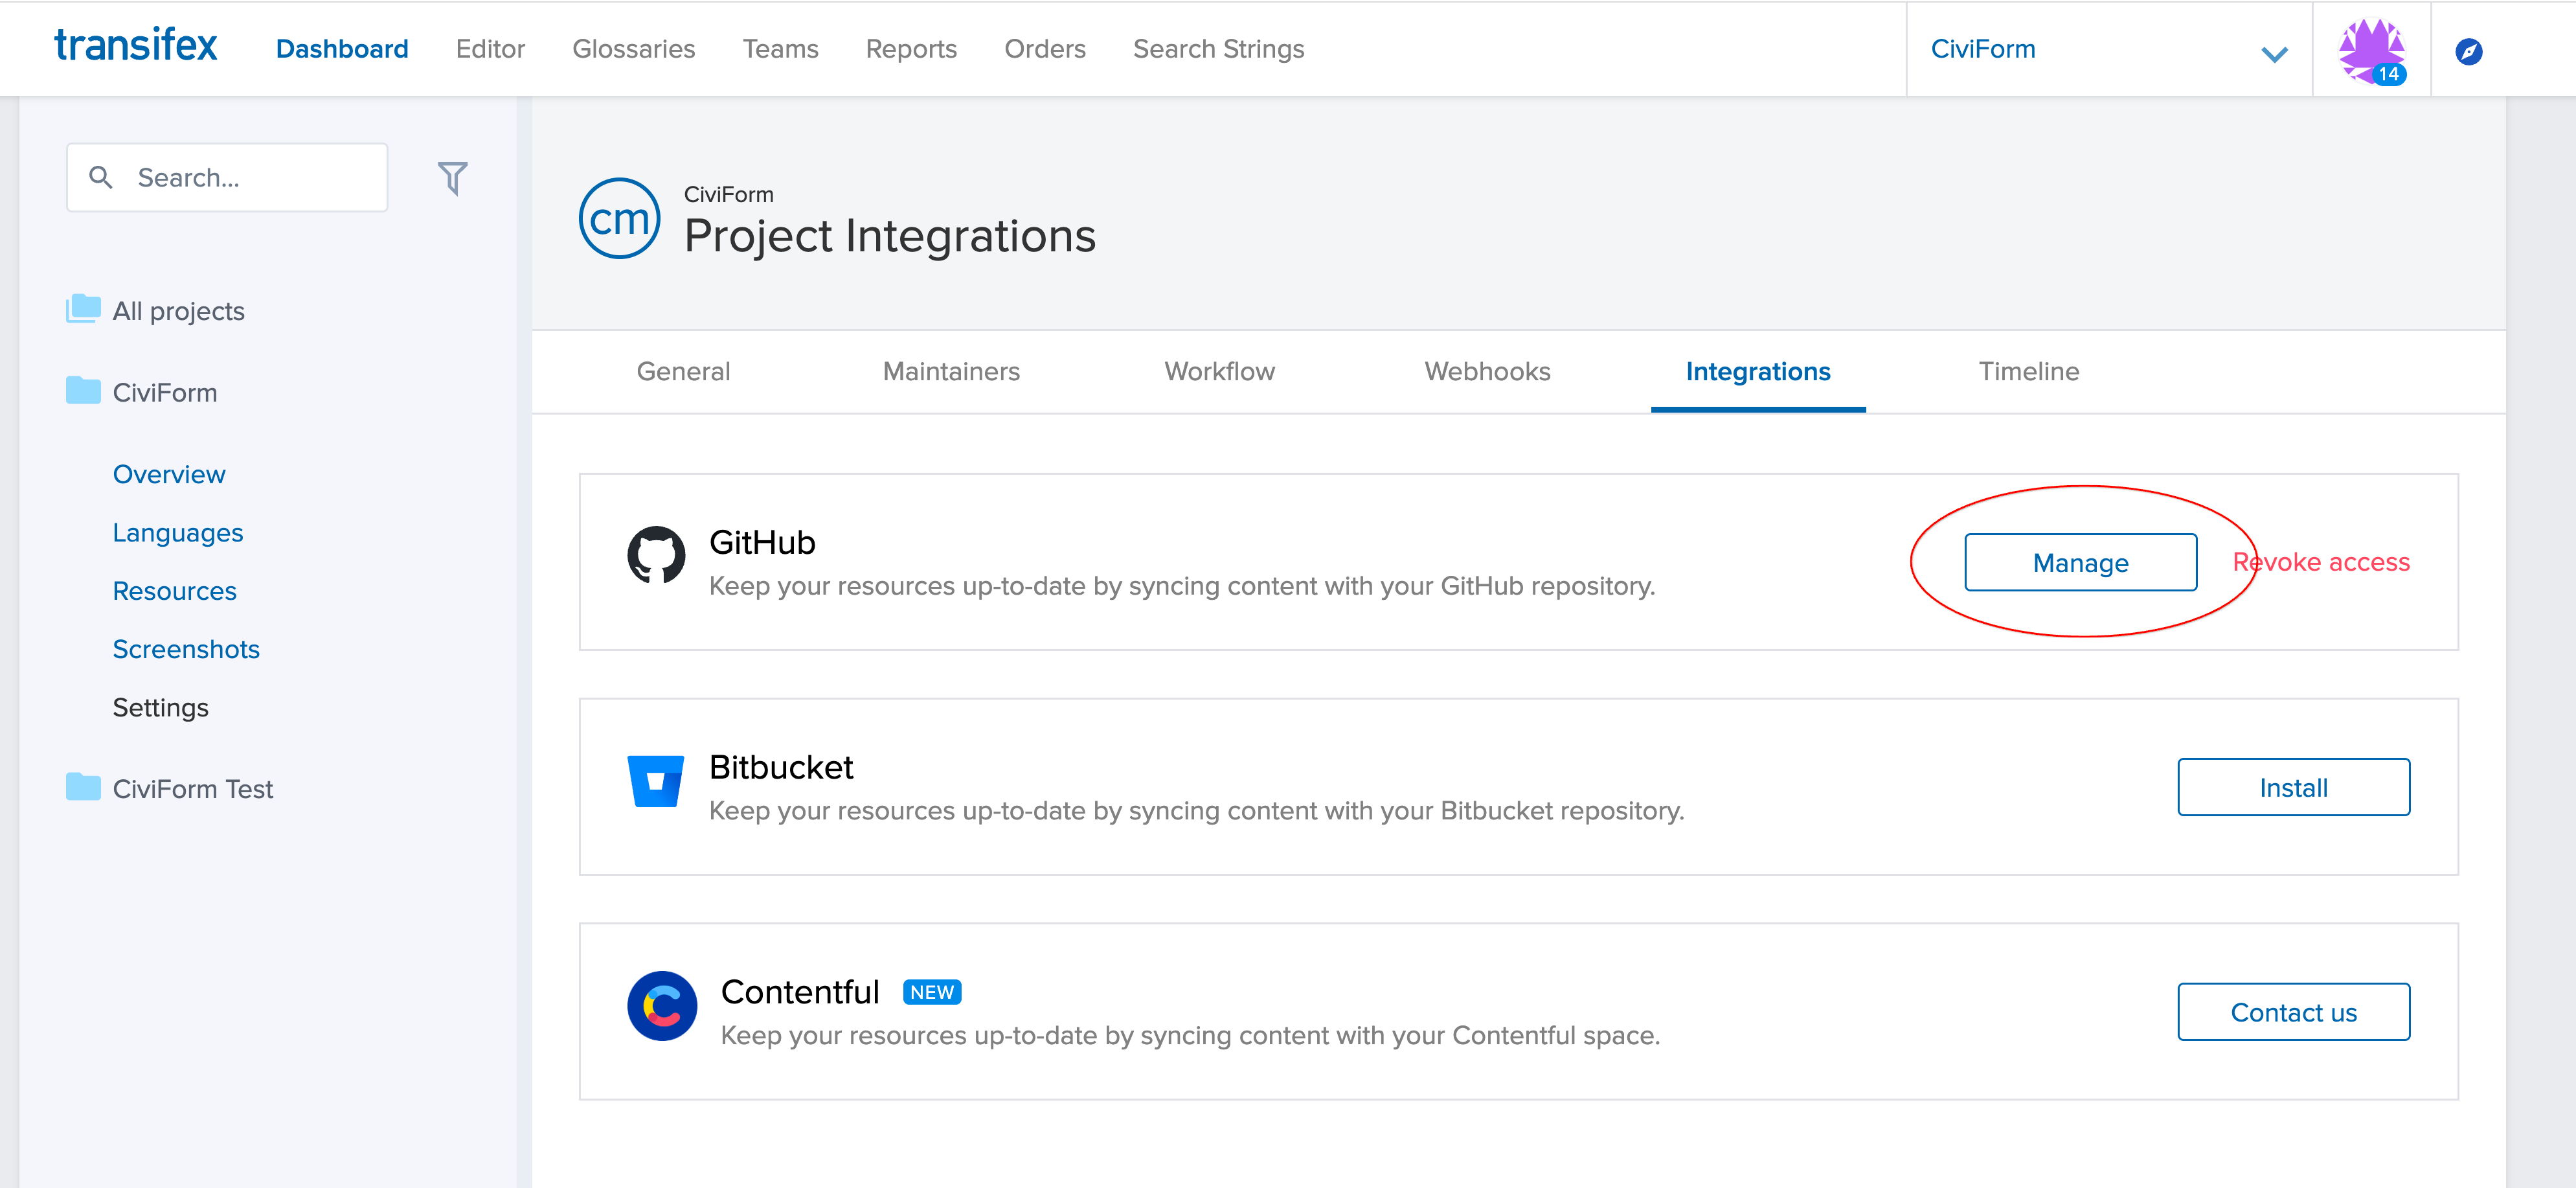 transifex Dashboard Editor Glossaries Teams Reports Orders Search Strings CiviForm 14
Search...
All projects
CiviForm
Overview
Languages
Resources
Screenshots
Settings
CiviForm Test
cm
CiviForm
Project Integrations
General Maintainers Workflow Webhooks Integrations Timeline
GitHub
Keep your resources up-to-date by syncing content with your GitHub repository.
Manage Revoke access
Bitbucket
Keep your resources up-to-date by syncing content with your Bitbucket repository.
Install
Contentful NEW
Keep your resources up-to-date by syncing content with your Contentful space.
Contact us